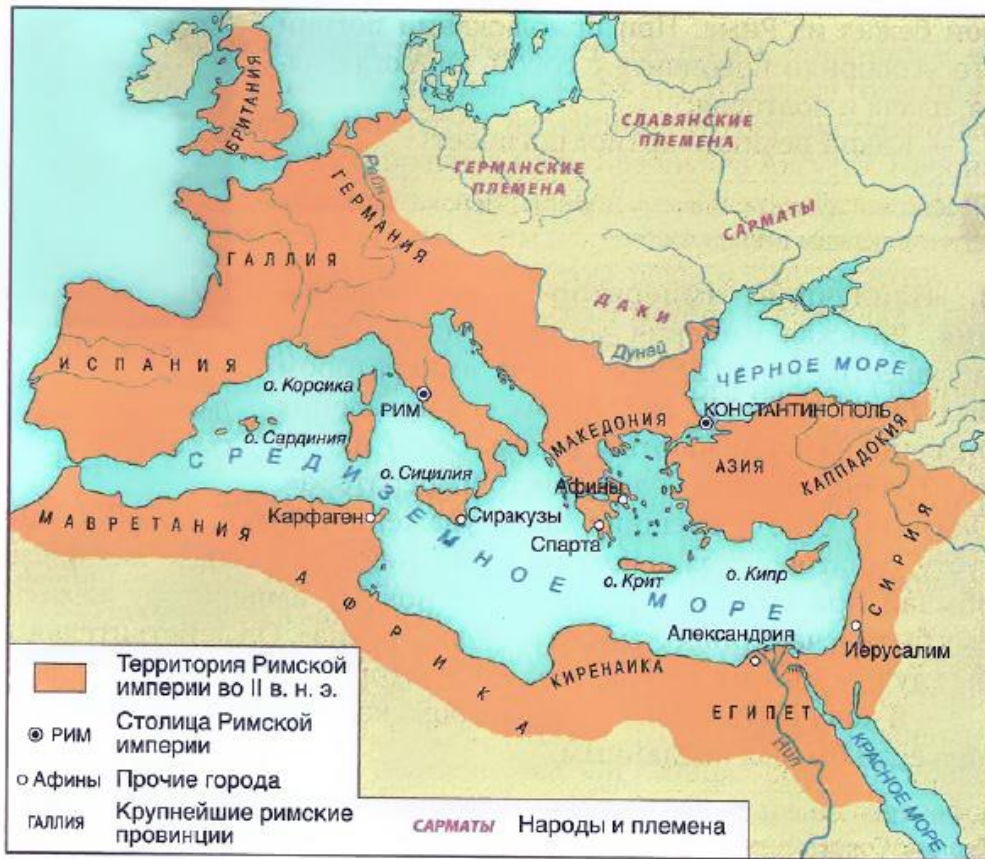 БРИТАНИЯ
СЛАВЯНСКИЕ
ПЛЕМЕНА
ГЕРМАНСКИЕ
ПЛЕМЕНА
Рейн
ГЕРМАНИЯ
САРМАТЫ
ГАЛЛИЯ
ДАКИ
Дунай
ИСПАНИЯ
о. Корсика
РИМ
ЧЁРНОЕ МОРЕ
КОНСТАНТИНОПОЛЬ
МАКЕДОНИЯ
о. Сардиния
АЗИЯ
КАППАДОКИЯ
СРЕДИЗЕМНОЕ МОРЕ
о. Сицилия
Афины
МАВРЕТАНИЯ
Карфаген
Сиракузы
Спарта
СИРИЯ
о. Крит
о. Кипр
АФРИКА
Александрия
Иерусалим
КИРЕНАИКА
ЕГИПЕТ
Нил
КРАСНОЕ МОРЕ
Территория Римской
империи во II в. н. э.
РИМ
Столица Римской
империи
Афины
Прочие города
ГАЛЛИЯ
Крупнейшие римские
провинции
САРМАТЫ
Народы и племена